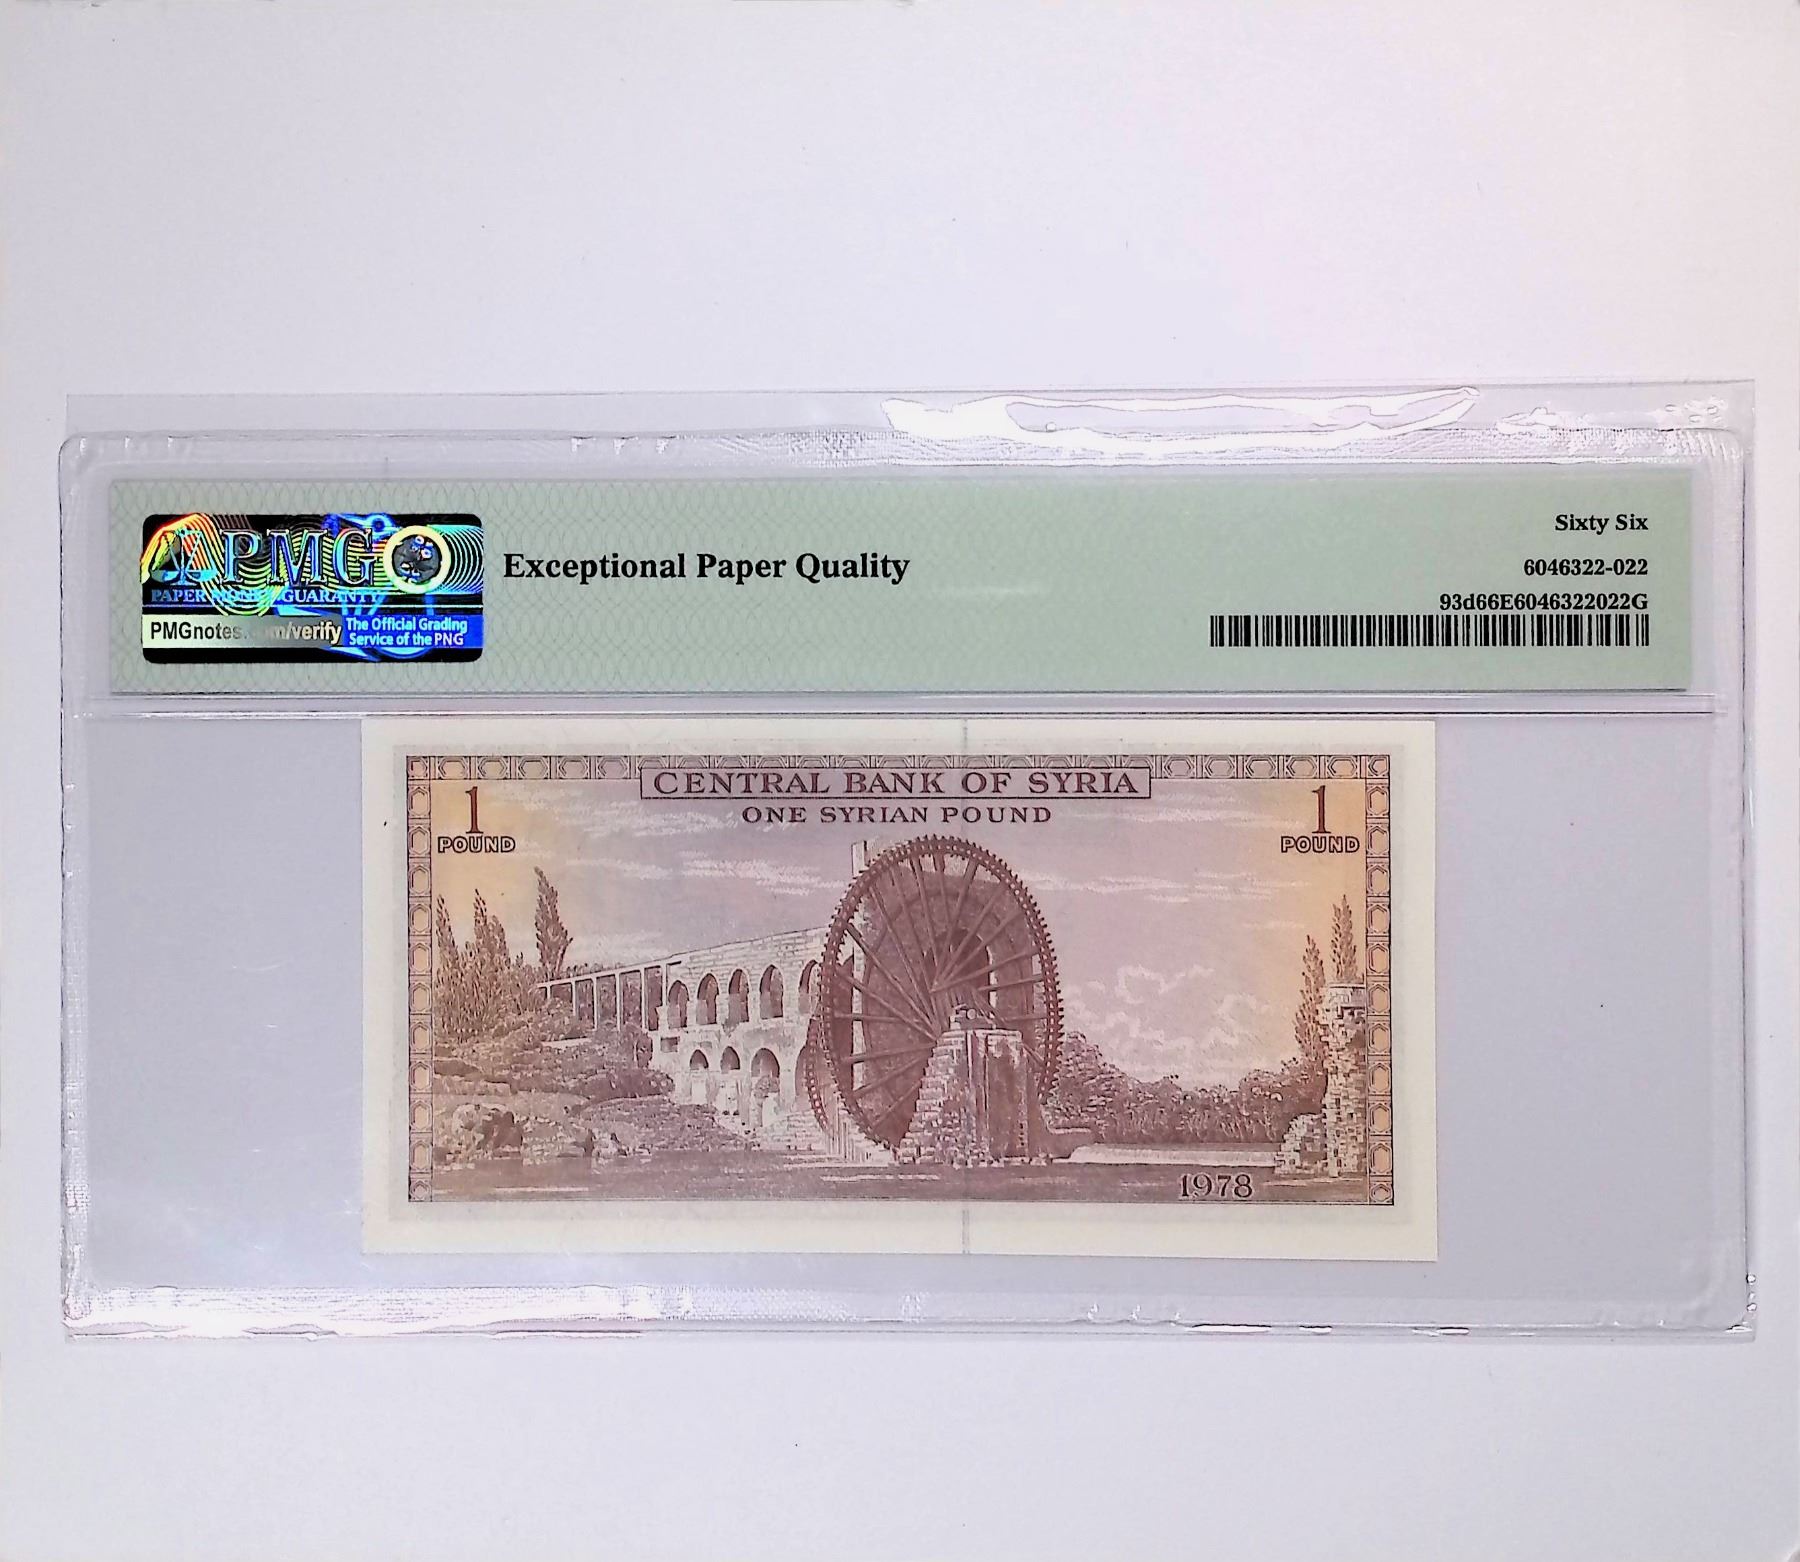 PMG
PAPER MONEY GUARANTY
PMGnotes.com/verify
The Official Grading
Service of the PNG
Exceptional Paper Quality
Sixty Six
6046322-022
93d66E6046322022G
CENTRAL BANK OF SYRIA
ONE SYRIAN POUND
1
POUND
1
POUND
1978